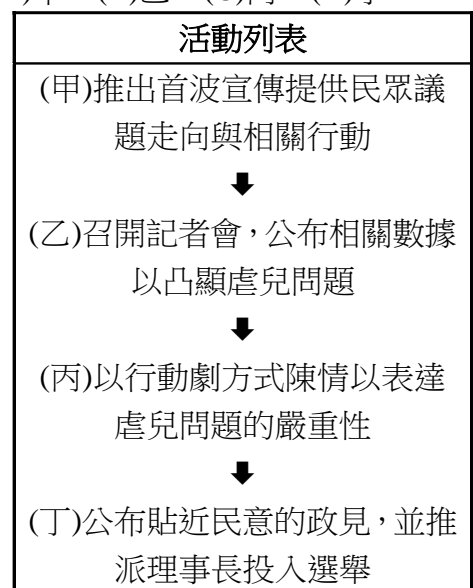 活動列表
(甲)推出首波宣傳提供民眾議
題走向與相關行動
(乙)召開記者會，公布相關數據
以凸顯虐兒問題
(丙)以行動劇方式陳情以表達
虐兒問題的嚴重性
(丁)公布貼近民意的政見，並推
派理事長投入選舉